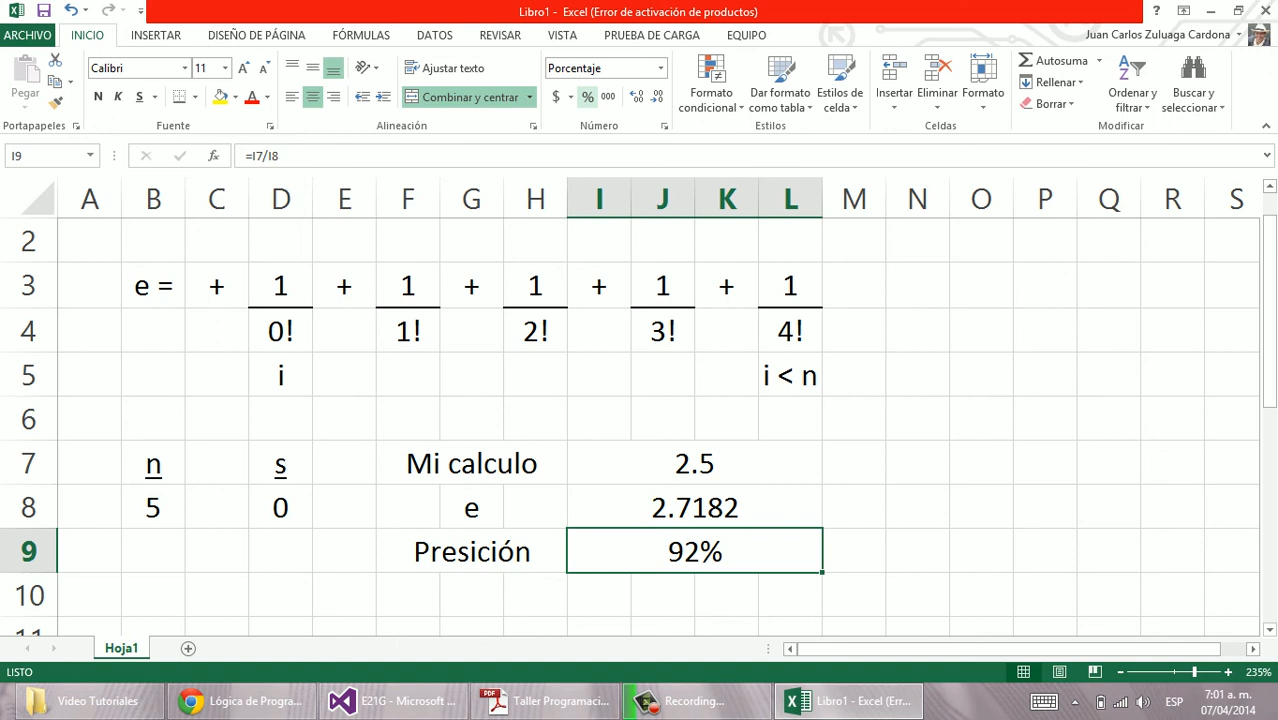 Libro1 - Excel (Error de activación de productos)
ARCHIVO INICIO INSERTAR DISEÑO DE PÁGINA FÓRMULAS DATOS REVISAR VISTA PRUEBA DE CARGA EQUIPO Juan Carlos Zuluaga Cardona
Calibri 11 Ajustar texto Porcentaje Autosuma
Pegar N K S A Combinar y centrar $ % 000 Formato condicional Dar formato como tabla Estilos de celda Insertar Eliminar Formato Rellenar Borrar Ordenar y filtrar Buscar y seleccionar
Portapapeles Fuente Alineación Número Estilos Celdas Modificar
I9 fx =I7/I8
A B C D E F G H I J K L M N O P Q R S
2
3 e = + 1 + 1 + 1 + 1 + 1
4 0! 1! 2! 3! 4!
5 i i < n
6
7 n s Mi calculo 2.5
8 5 0 e 2.7182
9 Presición 92%
10
11
Hoja1
LISTO 235%
Video Tutoriales Lógica de Progra... E21G - Microsoft ... Taller Programaci... Recording... Libro1 - Excel (Err... ESP 7:01 a. m.
07/04/2014